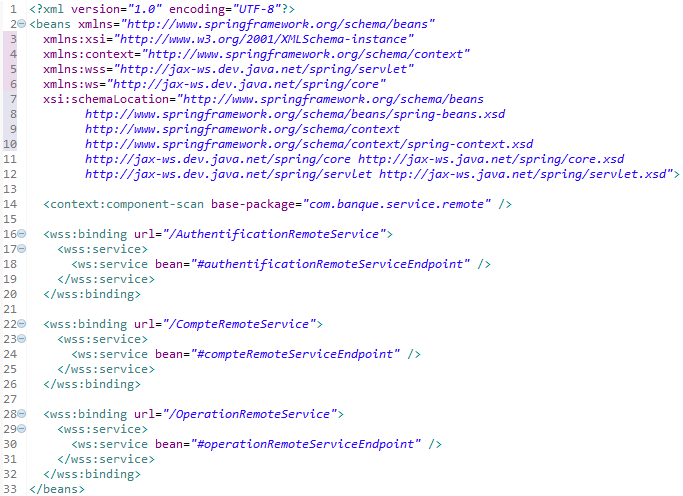 1 <?xml version="1.0" encoding="UTF-8"?>
2 <beans xmlns="http://www.springframework.org/schema/beans"
3   xmlns:xsi="http://www.w3.org/2001/XMLSchema-instance"
4   xmlns:context="http://www.springframework.org/schema/context"
5   xmlns:wss="http://jax-ws.dev.java.net/spring/servlet"
6   xmlns:ws="http://jax-ws.dev.java.net/spring/core"
7   xsi:schemaLocation="http://www.springframework.org/schema/beans
8         http://www.springframework.org/schema/beans/spring-beans.xsd
9         http://www.springframework.org/schema/context
10         http://www.springframework.org/schema/context/spring-context.xsd
11         http://jax-ws.dev.java.net/spring/core http://jax-ws.java.net/spring/core.xsd
12         http://jax-ws.dev.java.net/spring/servlet http://jax-ws.java.net/spring/servlet.xsd">
13
14   <context:component-scan base-package="com.banque.service.remote" />
15
16   <wss:binding url="/AuthentificationRemoteService">
17     <wss:service>
18       <ws:service bean="#authentificationRemoteServiceEndpoint" />
19     </wss:service>
20   </wss:binding>
21
22   <wss:binding url="/CompteRemoteService">
23     <wss:service>
24       <ws:service bean="#compteRemoteServiceEndpoint" />
25     </wss:service>
26   </wss:binding>
27
28   <wss:binding url="/OperationRemoteService">
29     <wss:service>
30       <ws:service bean="#operationRemoteServiceEndpoint" />
31     </wss:service>
32   </wss:binding>
33 </beans>